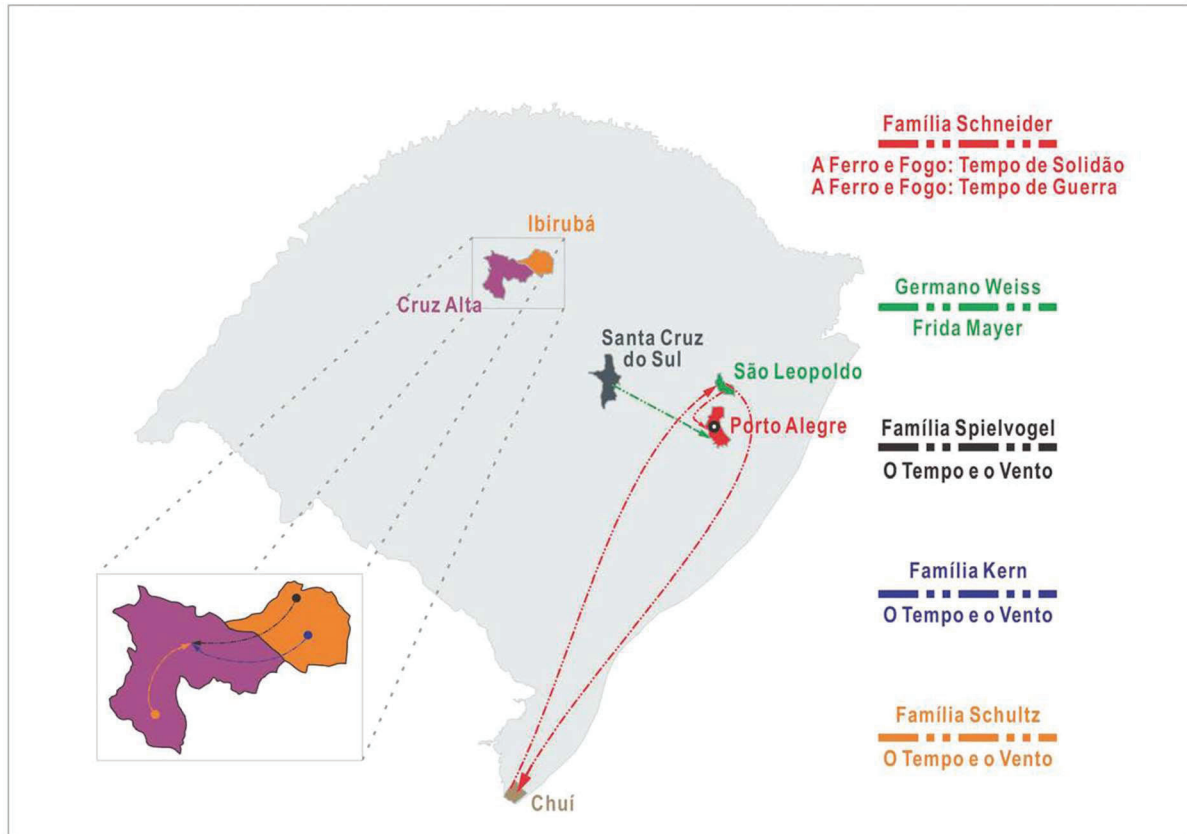 Família Schneider
A Ferro e Fogo: Tempo de Solidão
A Ferro e Fogo: Tempo de Guerra
Ibirubá
Cruz Alta
Germano Weiss
Frida Mayer
Santa Cruz
do Sul
São Leopoldo
Porto Alegre
Família Spielvogel
O Tempo e o Vento
Família Kern
O Tempo e o Vento
Família Schultz
O Tempo e o Vento
Chuí